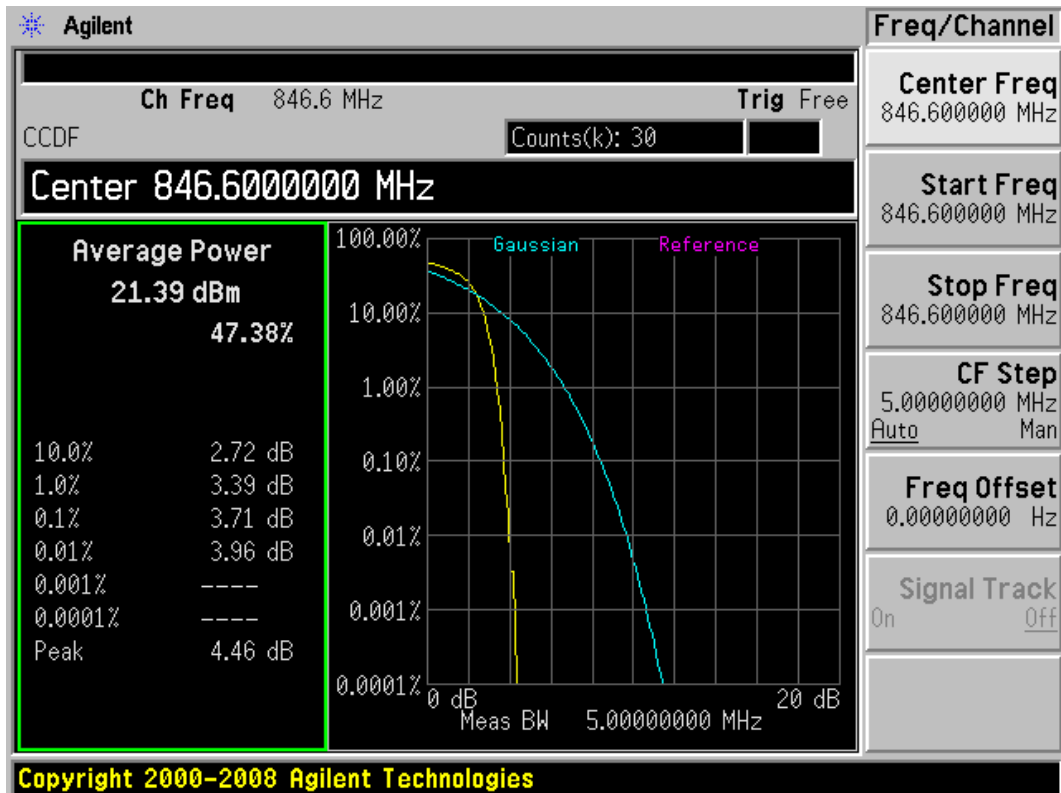 Agilent
Freq/Channel
Ch Freq 846.6 MHz Trig Free
CCDF Counts(k): 30
Center 846.6000000 MHz
Average Power
21.39 dBm
47.38%
10.0% 2.72 dB
1.0% 3.39 dB
0.1% 3.71 dB
0.01% 3.96 dB
0.001% ----
0.0001% ----
Peak 4.46 dB
Gaussian Reference
100.00%
10.00%
1.00%
0.10%
0.01%
0.001%
0.0001%
0 dB 20 dB
Meas BW 5.00000000 MHz
Center Freq
846.600000 MHz
Start Freq
846.600000 MHz
Stop Freq
846.600000 MHz
CF Step
5.00000000 MHz
Auto Man
Freq Offset
0.00000000 Hz
Signal Track
On Off
Copyright 2000-2008 Agilent Technologies